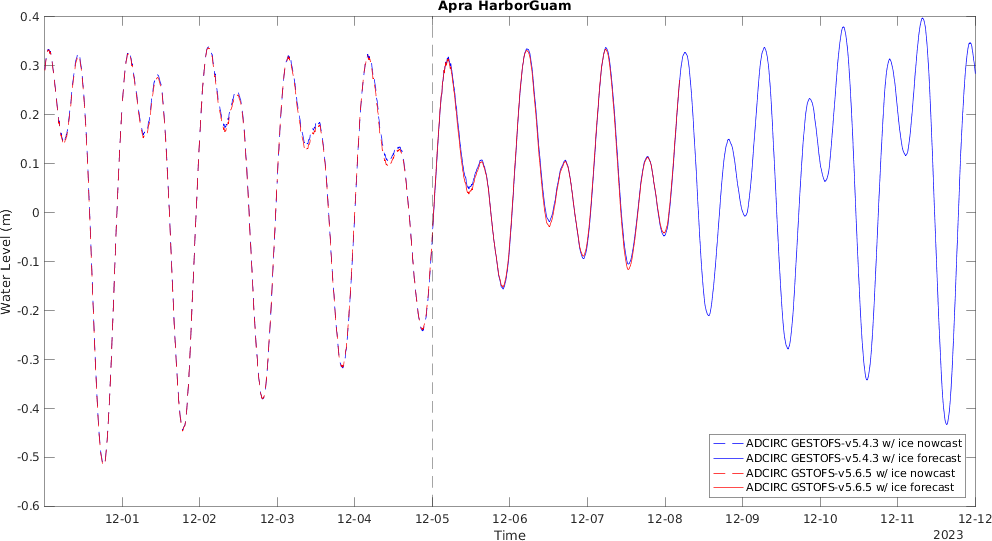 Apra HarborGuam
0.4
0.3
0.2
0.1
0
-0.1
-0.2
-0.3
-0.4
-0.5
-0.6
Water Level (m)
12-01 12-02 12-03 12-04 12-05 12-06 12-07 12-08 12-09 12-10 12-11 12-12
Time
2023
ADCIRC GESTOFS-v5.4.3 w/ ice nowcast
ADCIRC GESTOFS-v5.4.3 w/ ice forecast
ADCIRC GSTOFS-v5.6.5 w/ ice nowcast
ADCIRC GSTOFS-v5.6.5 w/ ice forecast